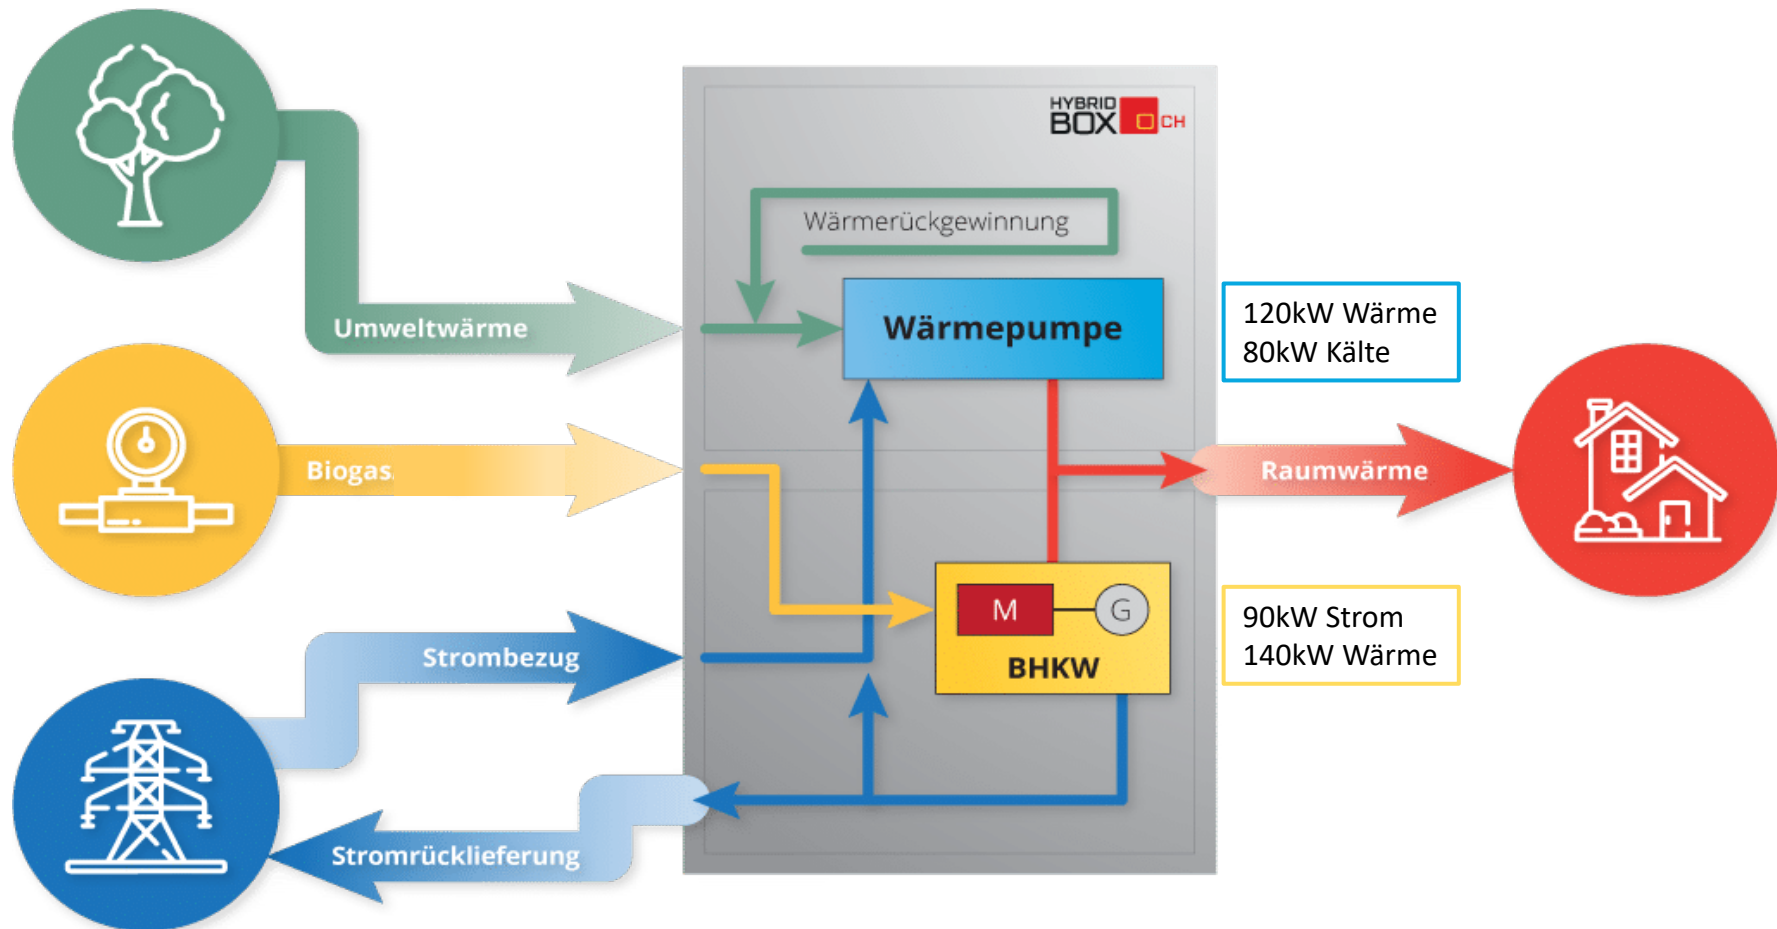 HYBRID
BOX CH
Wärmerückgewinnung
Umweltwärme
Wärmepumpe
120kW Wärme
80kW Kälte
Biogas
Raumwärme
M
G
BHKW
90kW Strom
140kW Wärme
Strombezug
Stromrücklieferung